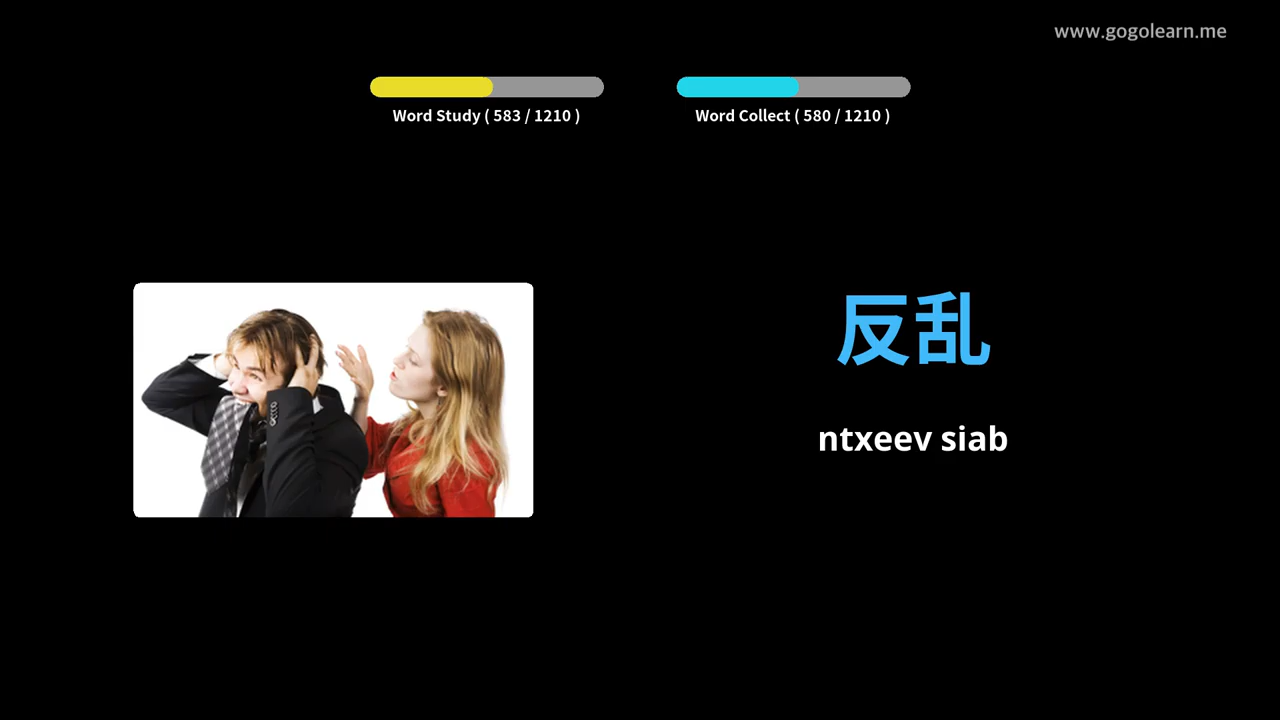 www.gogolearn.me
Word Study ( 583 / 1210 )
Word Collect ( 580 / 1210 )
反乱
ntxeev siab